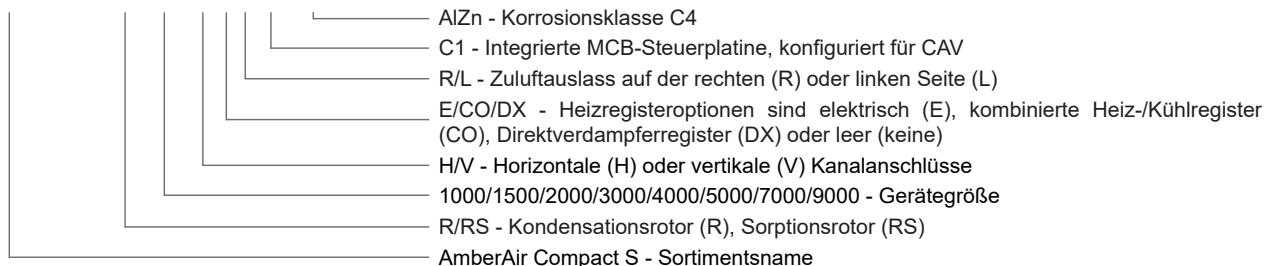 AlZn - Korrosionsklasse C4
C1 - Integrierte MCB-Steuerplatine, konfiguriert für CAV
R/L - Zuluftauslass auf der rechten (R) oder linken Seite (L)
E/CO/DX - Heizregisteroptionen sind elektrisch (E), kombinierte Heiz-/Kühlregister
(CO), Direktverdampferregister (DX) oder leer (keine)
H/V - Horizontale (H) oder vertikale (V) Kanalanschlüsse
1000/1500/2000/3000/4000/5000/7000/9000 - Gerätegröße
R/RS - Kondensationsrotor (R), Sorptionsrotor (RS)
AmberAir Compact S - Sortimentsname